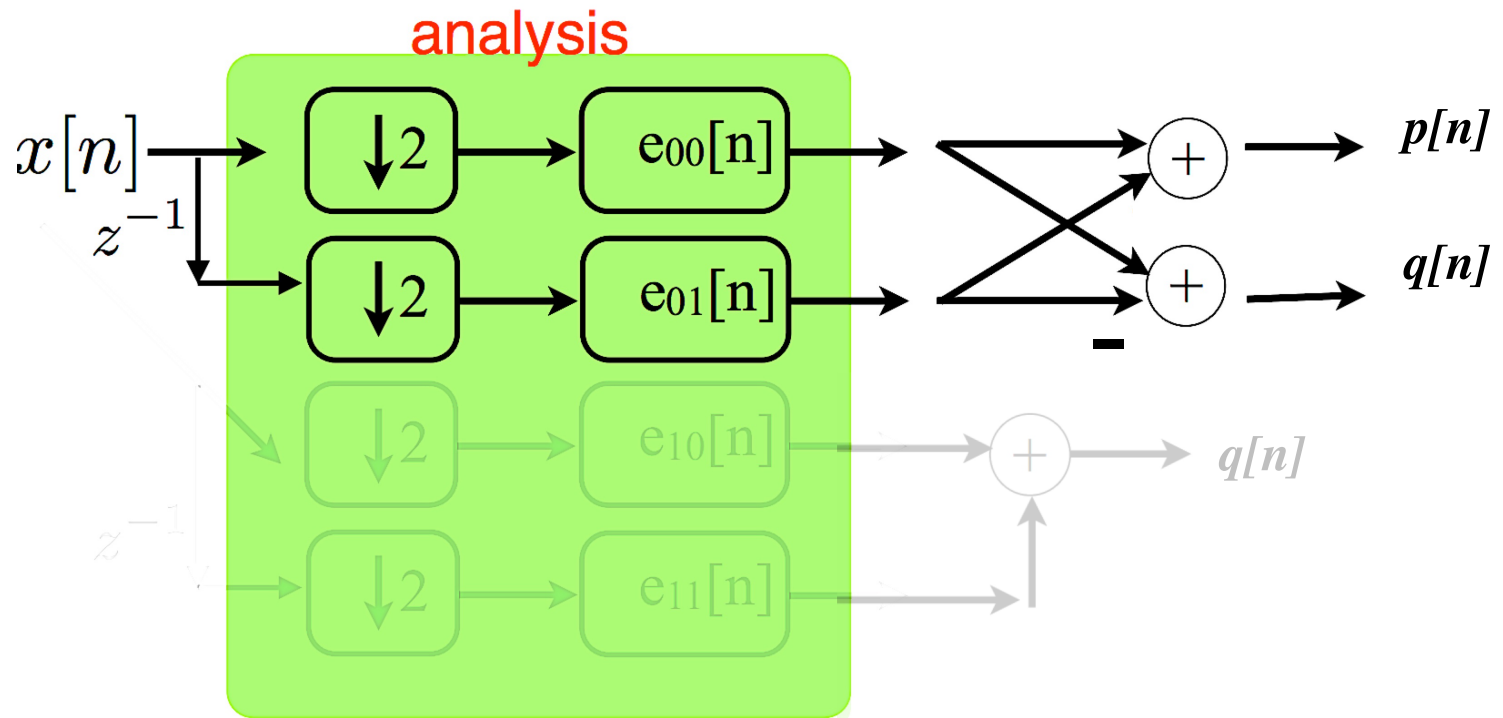 analysis
x[n]
↓2
e00[n]
+
p[n]
z−1
↓2
e01[n]
+
q[n]
−
↓2
e10[n]
+
q[n]
z−1
↓2
e11[n]